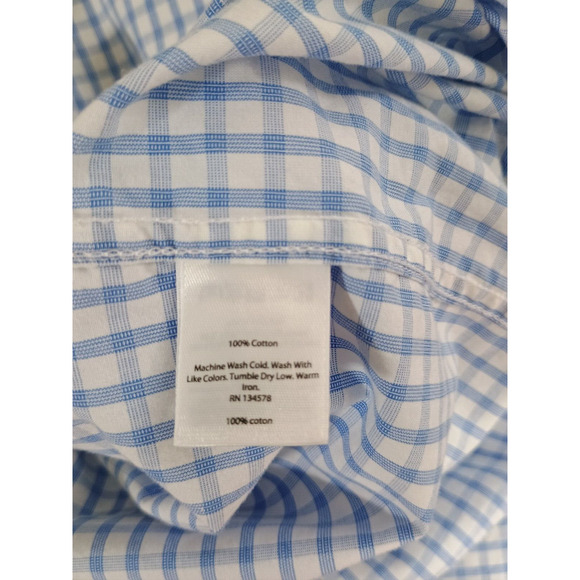 100% Cotton
Machine Wash Cold. Wash With
Like Colors. Tumble Dry Low. Warm
Iron.
RN 134578
100% coton